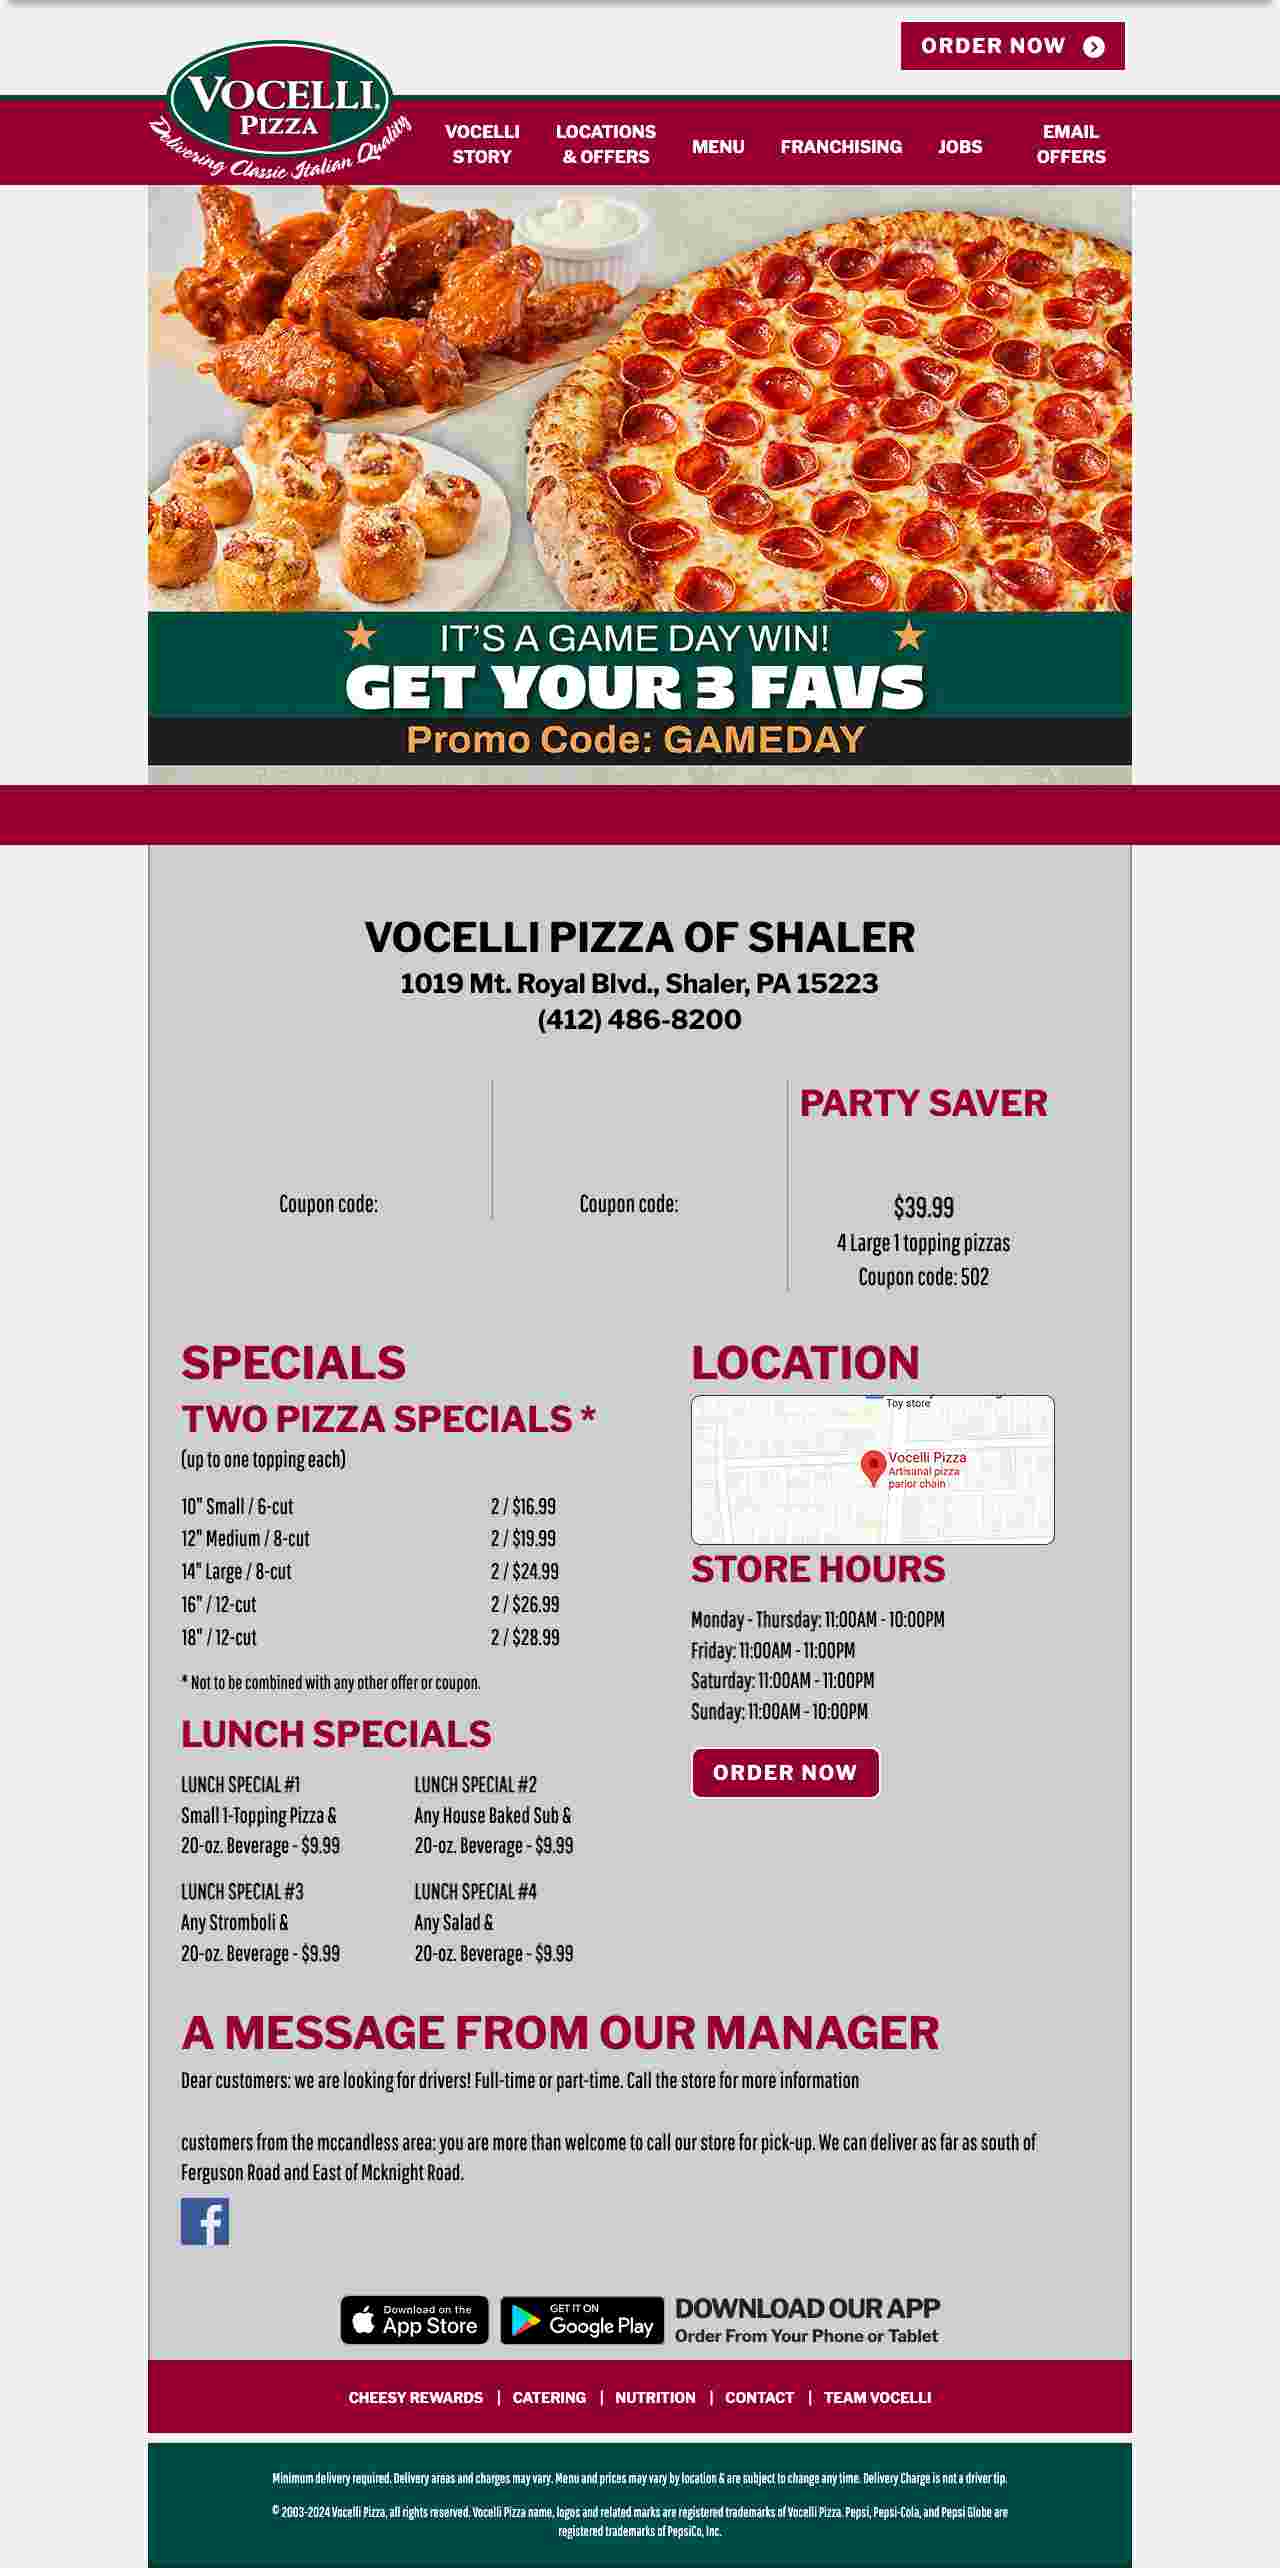 ORDER NOW
VOCELLI®
PIZZA
Delivering Classic Italian Quality
VOCELLI STORY
LOCATIONS & OFFERS
MENU
FRANCHISING
JOBS
EMAIL OFFERS
IT'S A GAME DAY WIN!
GET YOUR 3 FAVS
Promo Code: GAMEDAY
VOCELLI PIZZA OF SHALER
1019 Mt. Royal Blvd., Shaler, PA 15223
(412) 486-8200
Coupon code:
Coupon code:
PARTY SAVER
$39.99
4 Large 1 topping pizzas
Coupon code: 502
SPECIALS
TWO PIZZA SPECIALS *
(up to one topping each)
10" Small / 6-cut 2 / $16.99
12" Medium / 8-cut 2 / $19.99
14" Large / 8-cut 2 / $24.99
16" / 12-cut 2 / $26.99
18" / 12-cut 2 / $28.99
* Not to be combined with any other offer or coupon.
LUNCH SPECIALS
LUNCH SPECIAL #1
Small 1-Topping Pizza &
20-oz. Beverage - $9.99
LUNCH SPECIAL #2
Any House Baked Sub &
20-oz. Beverage - $9.99
LUNCH SPECIAL #3
Any Stromboli &
20-oz. Beverage - $9.99
LUNCH SPECIAL #4
Any Salad &
20-oz. Beverage - $9.99
LOCATION
Toy store
Vocelli Pizza
Artisanal pizza
parlor chain
STORE HOURS
Monday - Thursday: 11:00AM - 10:00PM
Friday: 11:00AM - 11:00PM
Saturday: 11:00AM - 11:00PM
Sunday: 11:00AM - 10:00PM
ORDER NOW
A MESSAGE FROM OUR MANAGER
Dear customers: we are looking for drivers! Full-time or part-time. Call the store for more information
customers from the mccandless area: you are more than welcome to call our store for pick-up. We can deliver as far as south of
Ferguson Road and East of Mcknight Road.
f
Download on the
App Store
GET IT ON
Google Play
DOWNLOAD OUR APP
Order From Your Phone or Tablet
CHEESY REWARDS | CATERING | NUTRITION | CONTACT | TEAM VOCELLI
Minimum delivery required. Delivery areas and charges may vary. Menu and prices may vary by location & are subject to change any time. Delivery Charge is not a driver tip.
© 2003-2024 Vocelli Pizza, all rights reserved. Vocelli Pizza name, logos and related marks are registered trademarks of Vocelli Pizza. Pepsi, Pepsi-Cola, and Pepsi Globe are
registered trademarks of PepsiCo, Inc.